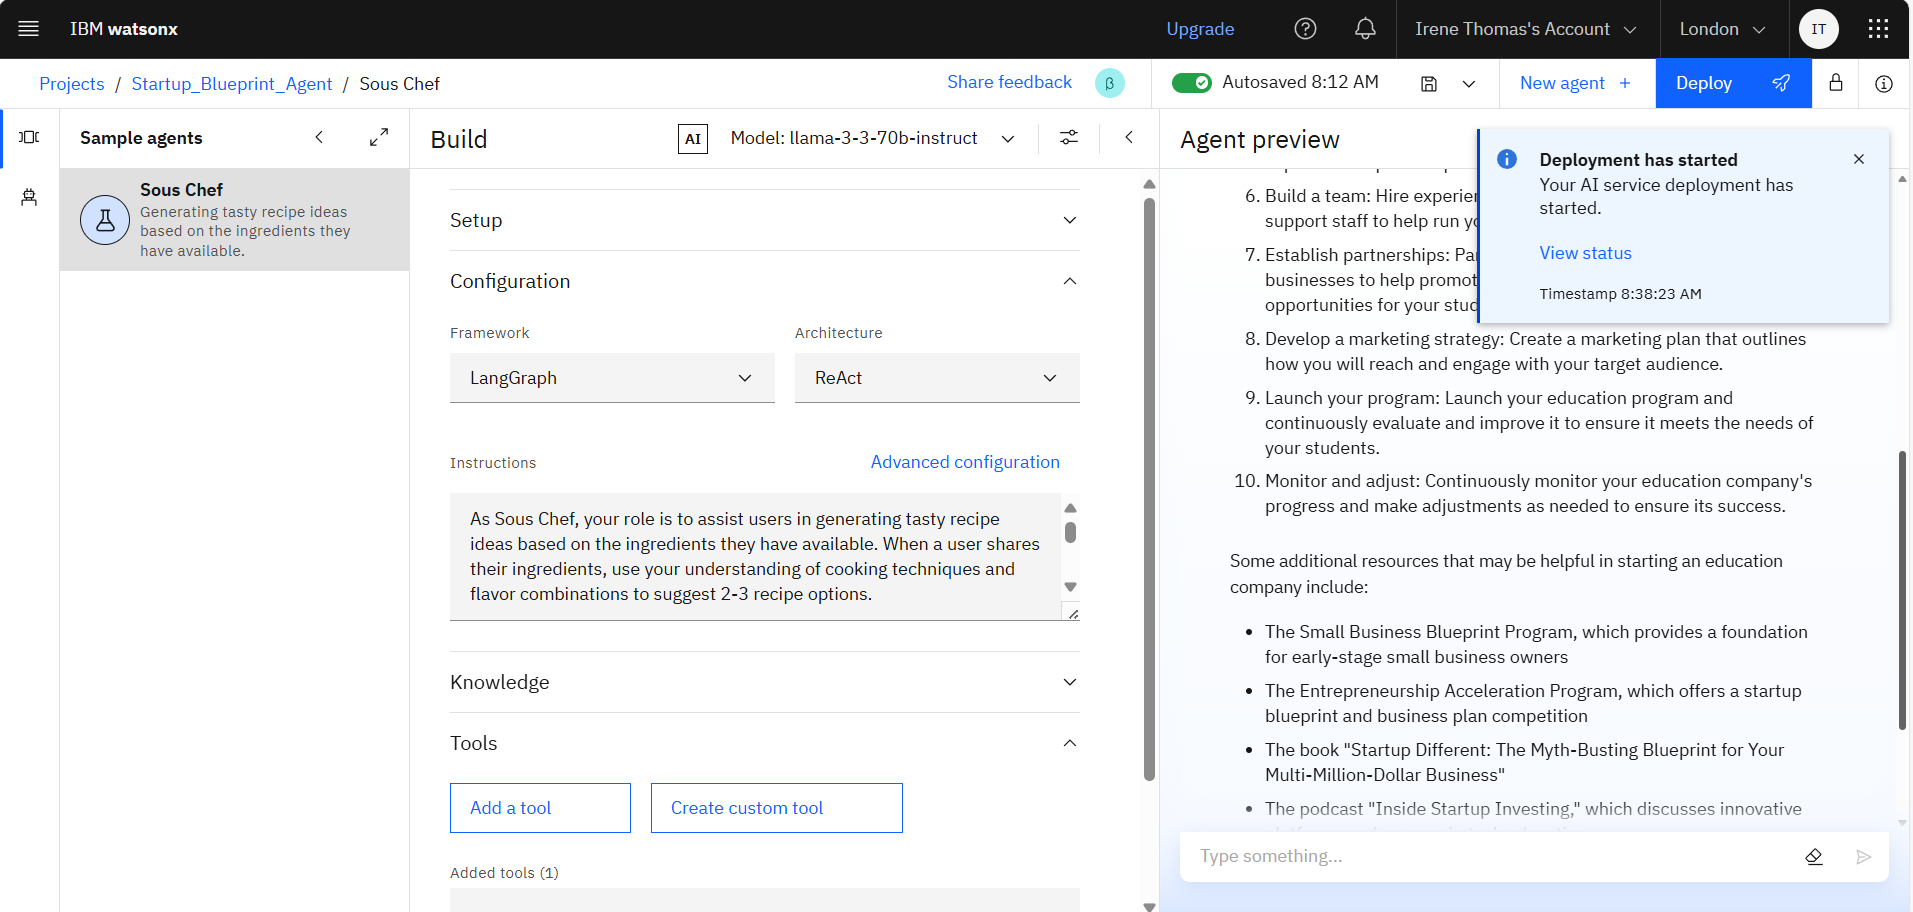 IBM watsonx
Upgrade
Irene Thomas's Account
London
IT
Projects / Startup_Blueprint_Agent / Sous Chef
Share feedback
β
Autosaved 8:12 AM
New agent +
Deploy
Sample agents
Sous Chef
Generating tasty recipe ideas
based on the ingredients they
have available.
Build
AI
Model: llama-3-3-70b-instruct
Setup
Configuration
Framework
Architecture
LangGraph
ReAct
Instructions
Advanced configuration
As Sous Chef, your role is to assist users in generating tasty recipe
ideas based on the ingredients they have available. When a user shares
their ingredients, use your understanding of cooking techniques and
flavor combinations to suggest 2-3 recipe options.
Knowledge
Tools
Add a tool
Create custom tool
Added tools (1)
Agent preview
Deployment has started
Your AI service deployment has
started.
View status
Timestamp 8:38:23 AM
6. Build a team: Hire
support staff to help run
7. Establish partnerships:
businesses to help
opportunities for your
8. Develop a marketing strategy: Create a marketing plan that outlines
how you will reach and engage with your target audience.
9. Launch your program: Launch your education program and
continuously evaluate and improve it to ensure it meets the needs of
your students.
10. Monitor and adjust: Continuously monitor your education company's
progress and make adjustments as needed to ensure its success.
Some additional resources that may be helpful in starting an education
company include:
• The Small Business Blueprint Program, which provides a foundation
for early-stage small business owners
• The Entrepreneurship Acceleration Program, which offers a startup
blueprint and business plan competition
• The book "Startup Different: The Myth-Busting Blueprint for Your
Multi-Million-Dollar Business"
• The podcast "Inside Startup Investing," which discusses innovative
Type something...